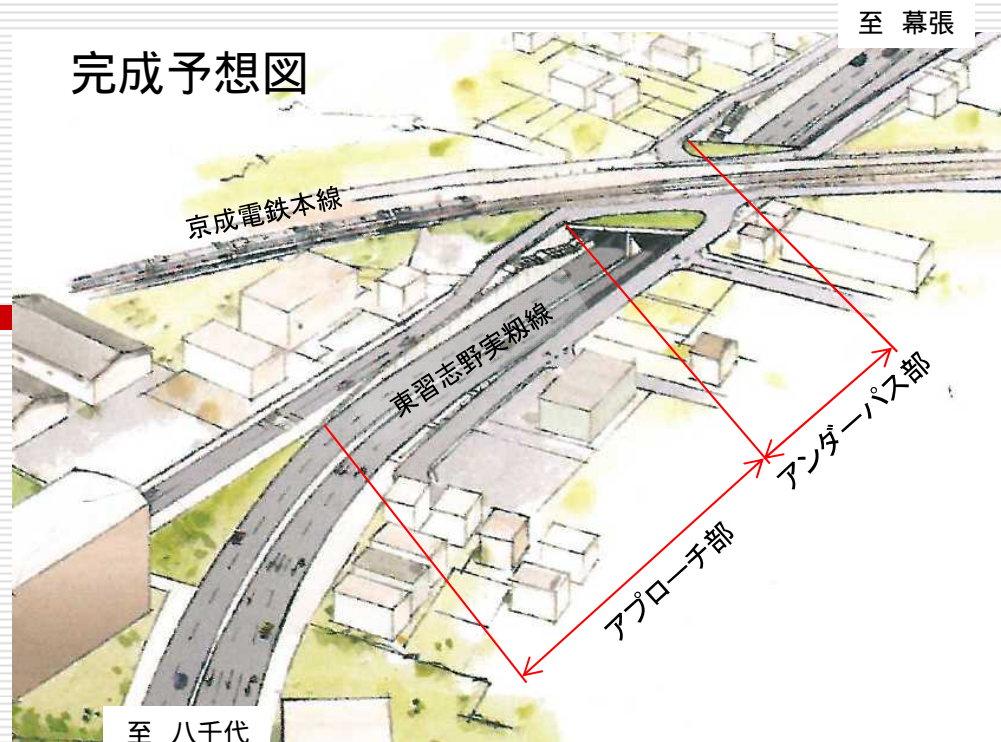 至 幕張
完成予想図
京成電鉄本線
東習志野実籾線
アンダーパス部
アプローチ部
至 八千代